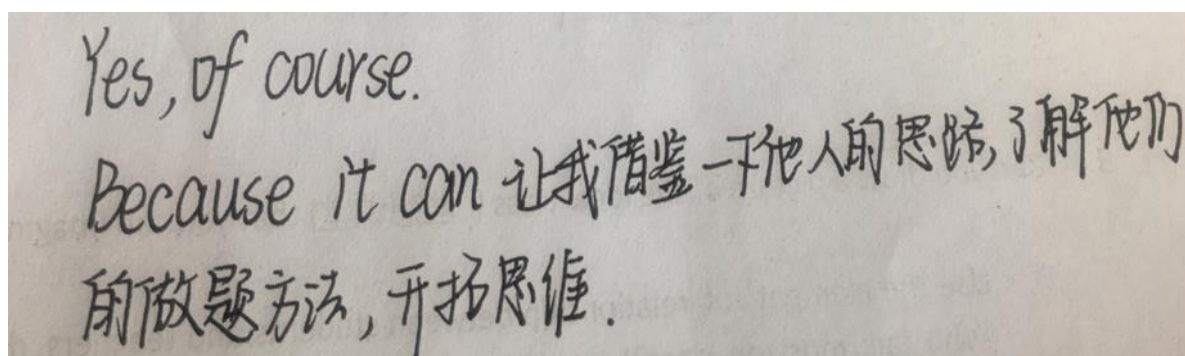 Yes, of course.
Because it can 让我借鉴一下他人的思路,了解他们
的做题方法,开拓思维.